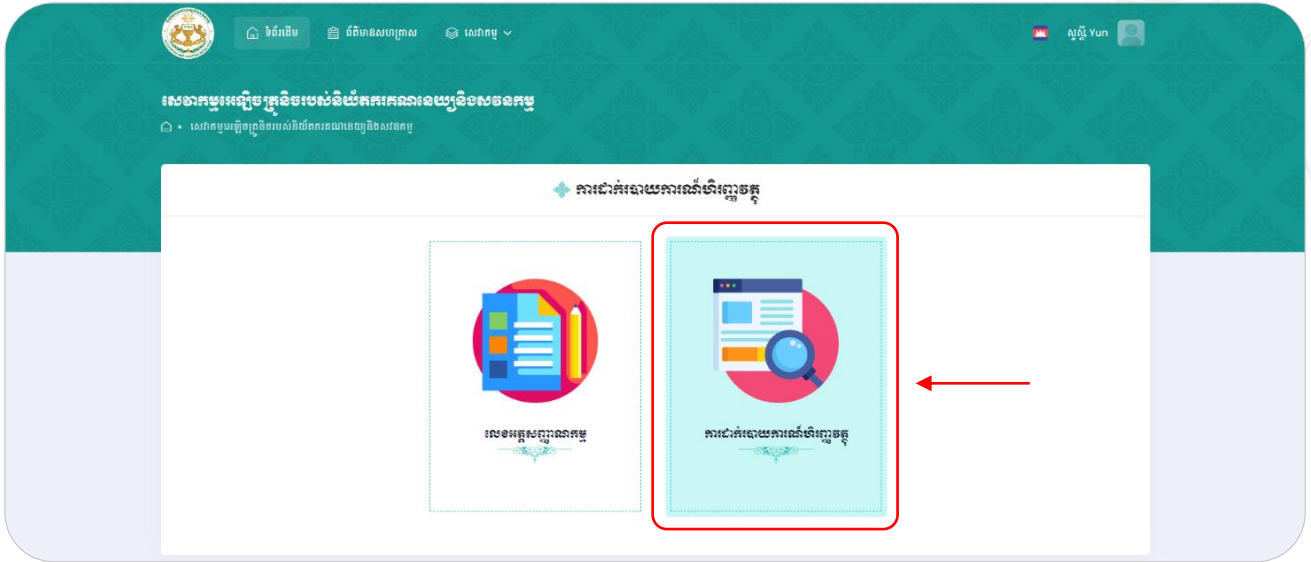 ទំព័រដើម
ព័ត៌មានសហគ្រាស
សេវាកម្ម
សួស្តី Yun
សេវាកម្មអេឡិចត្រូនិចរបស់និយ័តករគណនេយ្យនិងសវនកម្ម
• សេវាកម្មអេឡិចត្រូនិចរបស់និយ័តករគណនេយ្យនិងសវនកម្ម
ការដាក់របាយការណ៍ហិរញ្ញវត្ថុ
លេខអត្តសញ្ញាណកម្ម
ការដាក់របាយការណ៍ហិរញ្ញវត្ថុ